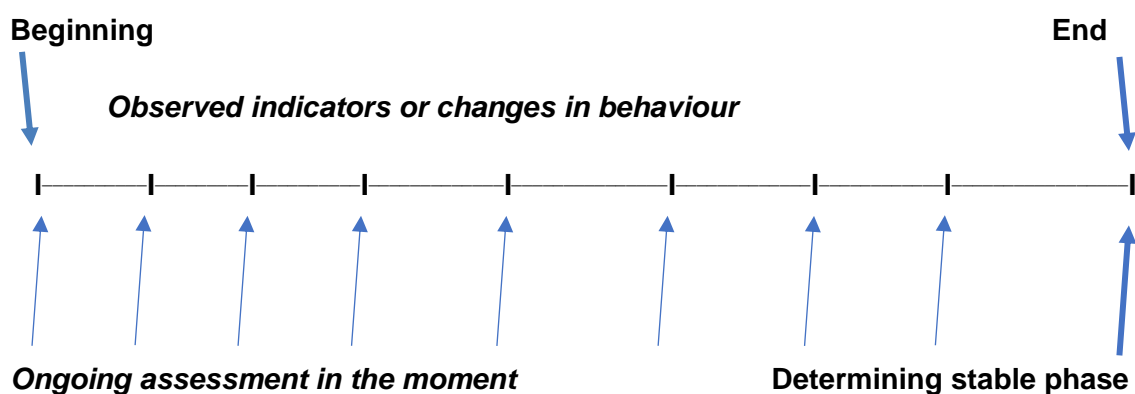 Beginning End
Observed indicators or changes in behaviour
Ongoing assessment in the moment Determining stable phase